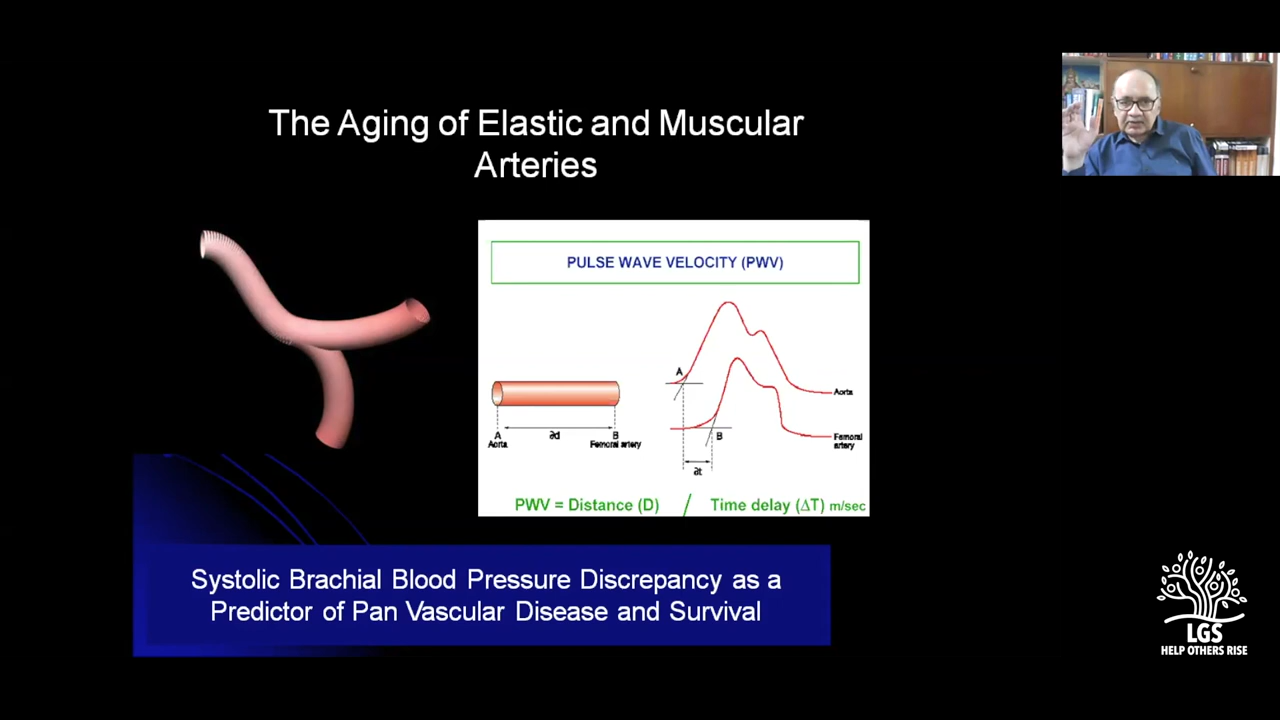 The Aging of Elastic and Muscular
Arteries
PULSE WAVE VELOCITY (PWV)
A
Aorta
B
Femoral
artery
∂t
A
Aorta
∂d
B
Femoral artery
PWV = Distance (D) / Time delay (ΔT) m/sec
Systolic Brachial Blood Pressure Discrepancy as a
Predictor of Pan Vascular Disease and Survival
LGS
HELP OTHERS RISE